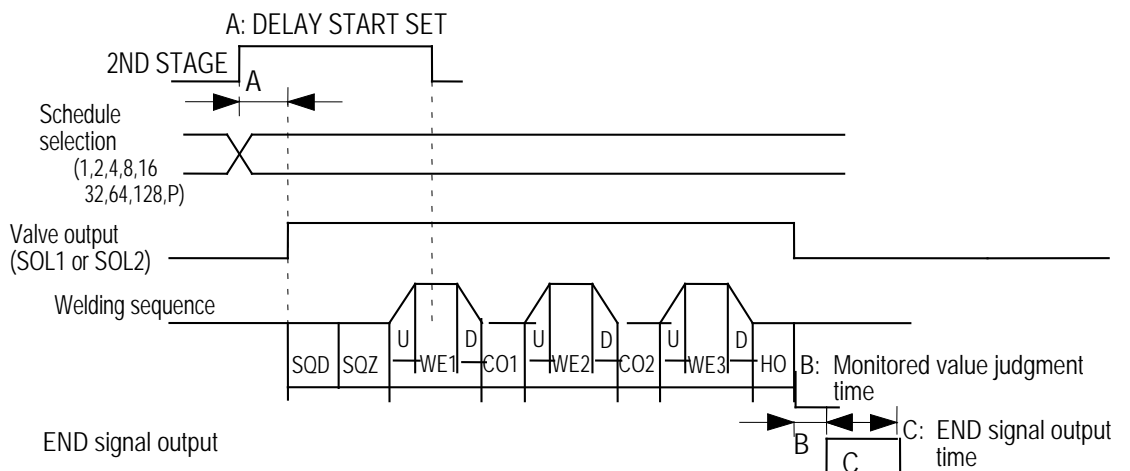 A: DELAY START SET
2ND STAGE
A
Schedule
selection
(1,2,4,8,16
32,64,128,P)
Valve output
(SOL1 or SOL2)
Welding sequence
U D U D U D
SQD SQZ WE1 CO1 WE2 CO2 WE3 HO
B: Monitored value judgment
time
END signal output
B
C
C: END signal output
time